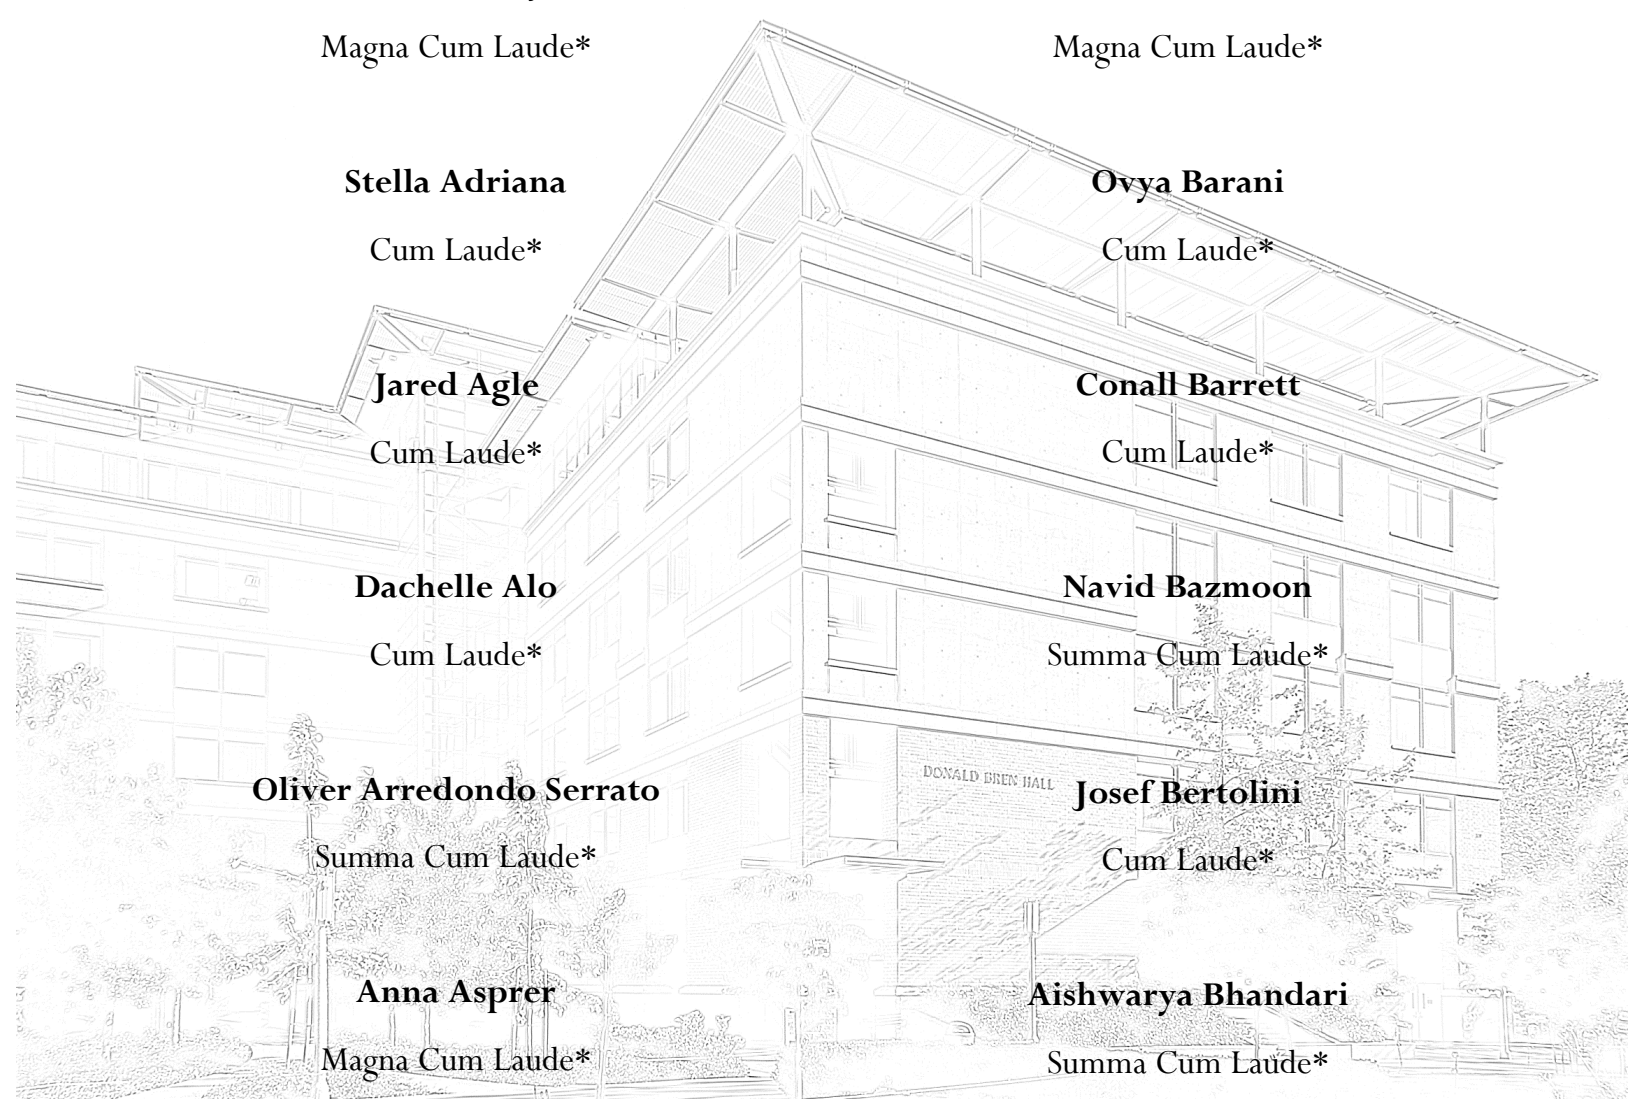 Magna Cum Laude*
Stella Adriana
Cum Laude*
Jared Agle
Cum Laude*
Dachelle Alo
Cum Laude*
Oliver Arredondo Serrato
Summa Cum Laude*
Anna Asprer
Magna Cum Laude*
Magna Cum Laude*
Ovya Barani
Cum Laude*
Conall Barrett
Cum Laude*
Navid Bazmoon
Summa Cum Laude*
DONALD BREN HALL
Josef Bertolini
Cum Laude*
Aishwarya Bhandari
Summa Cum Laude*